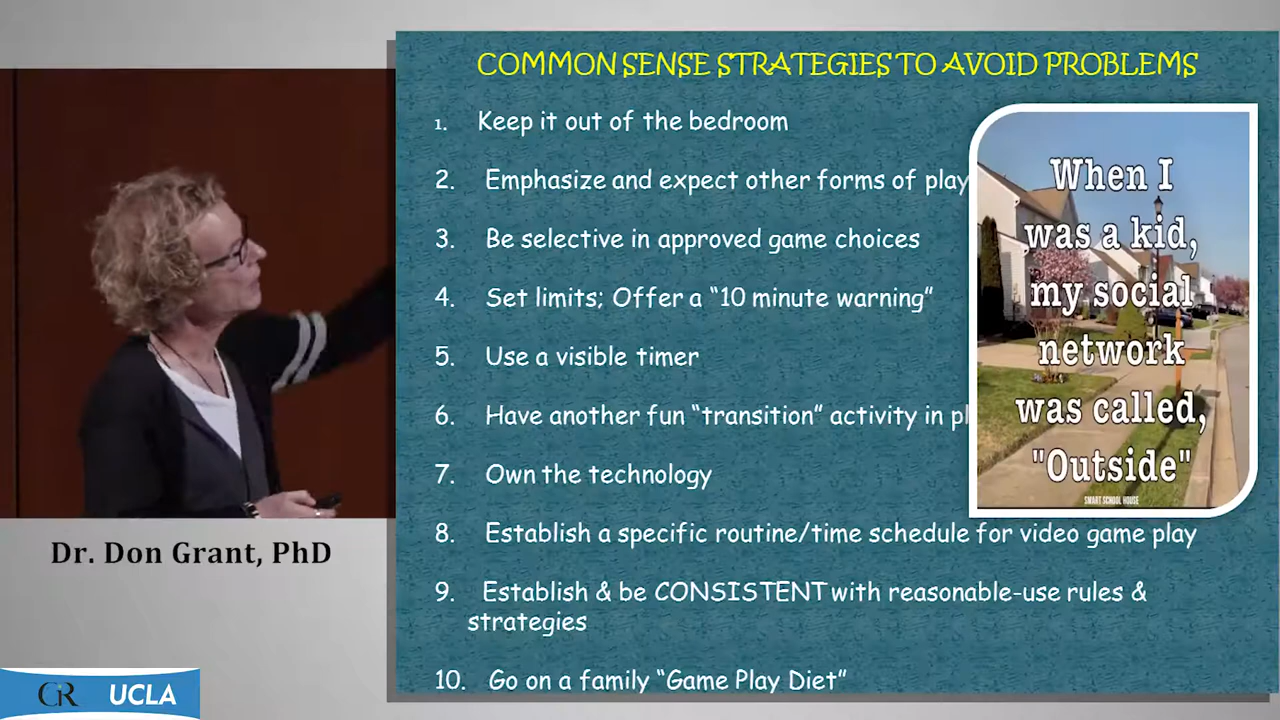 COMMON SENSE STRATEGIES TO AVOID PROBLEMS
1. Keep it out of the bedroom
2. Emphasize and expect other forms of play
3. Be selective in approved game choices
4. Set limits; Offer a “10 minute warning”
5. Use a visible timer
6. Have another fun “transition” activity in pl
7. Own the technology
8. Establish a specific routine/time schedule for video game play
9. Establish & be CONSISTENT with reasonable-use rules &
strategies
10. Go on a family “Game Play Diet”
When I
was a kid,
my social
network
was called,
"Outside"
SMART SCHOOL HOUSE
Dr. Don Grant, PhD
CR UCLA